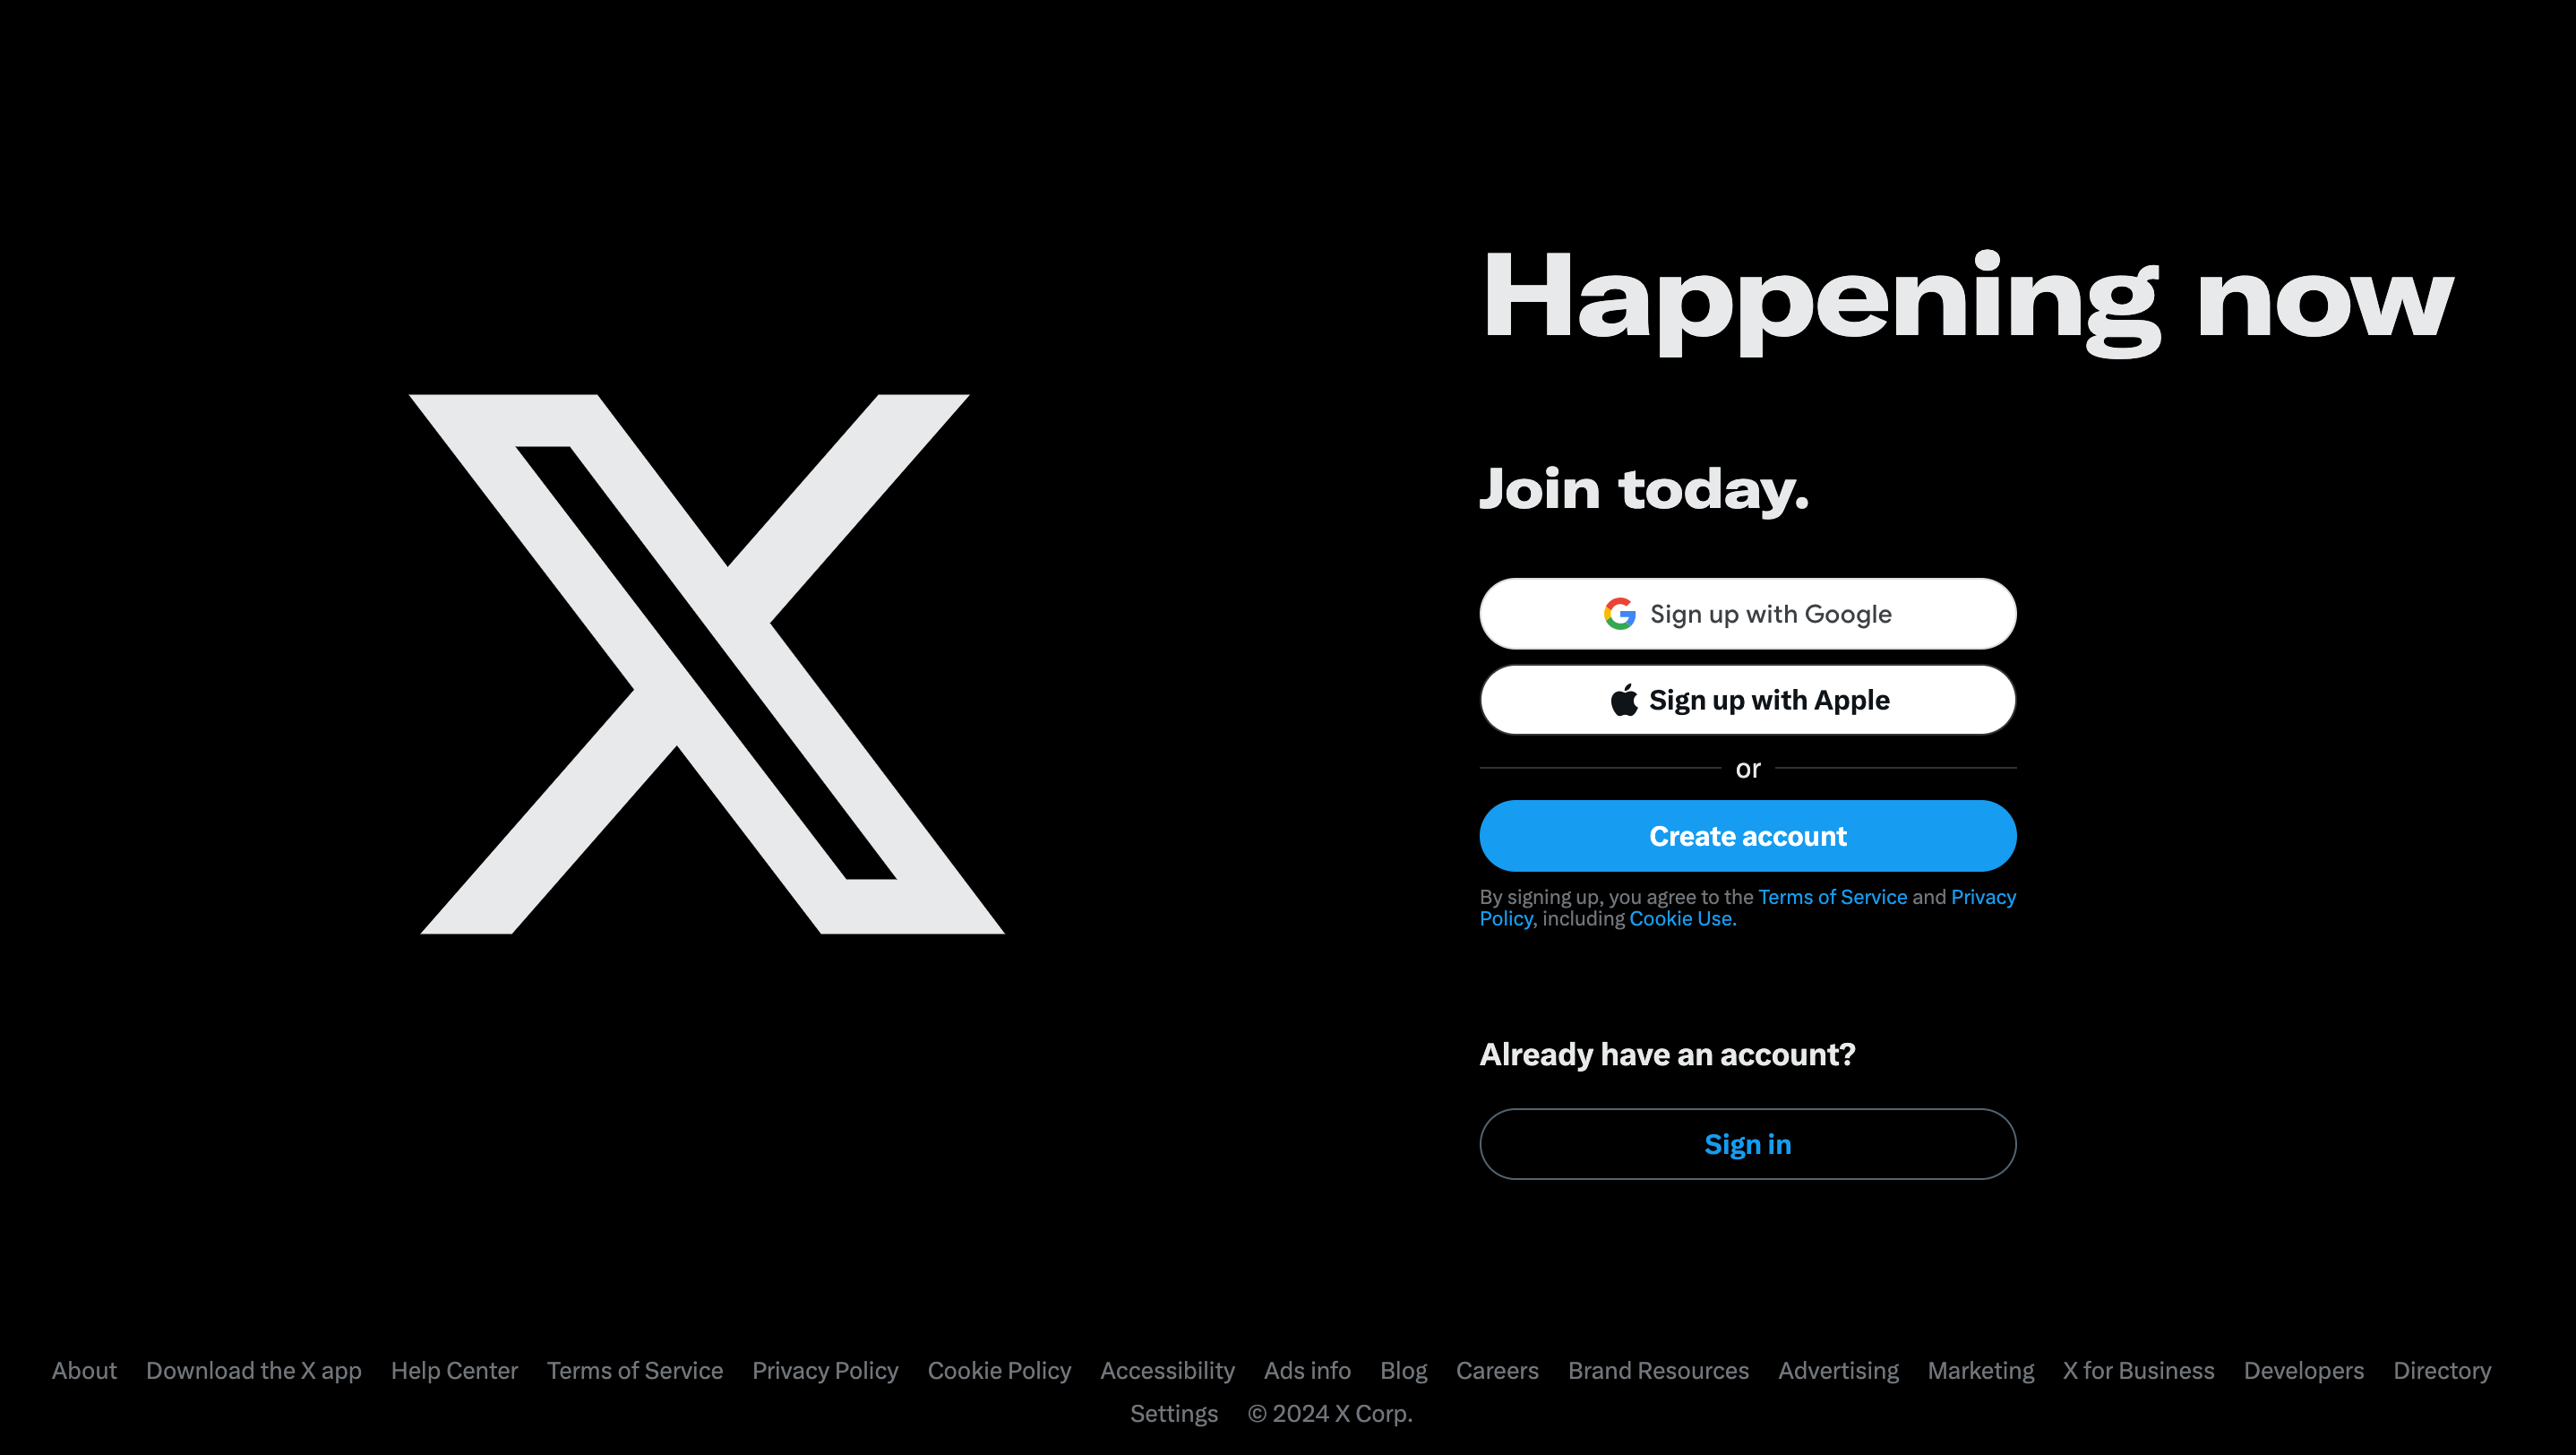 Happening now
Join today.
Sign up with Google
Sign up with Apple
or
Create account
By signing up, you agree to the Terms of Service and Privacy
Policy, including Cookie Use.
Already have an account?
Sign in
About Download the X app Help Center Terms of Service Privacy Policy Cookie Policy Accessibility Ads info Blog Careers Brand Resources Advertising Marketing X for Business Developers Directory
Settings © 2024 X Corp.